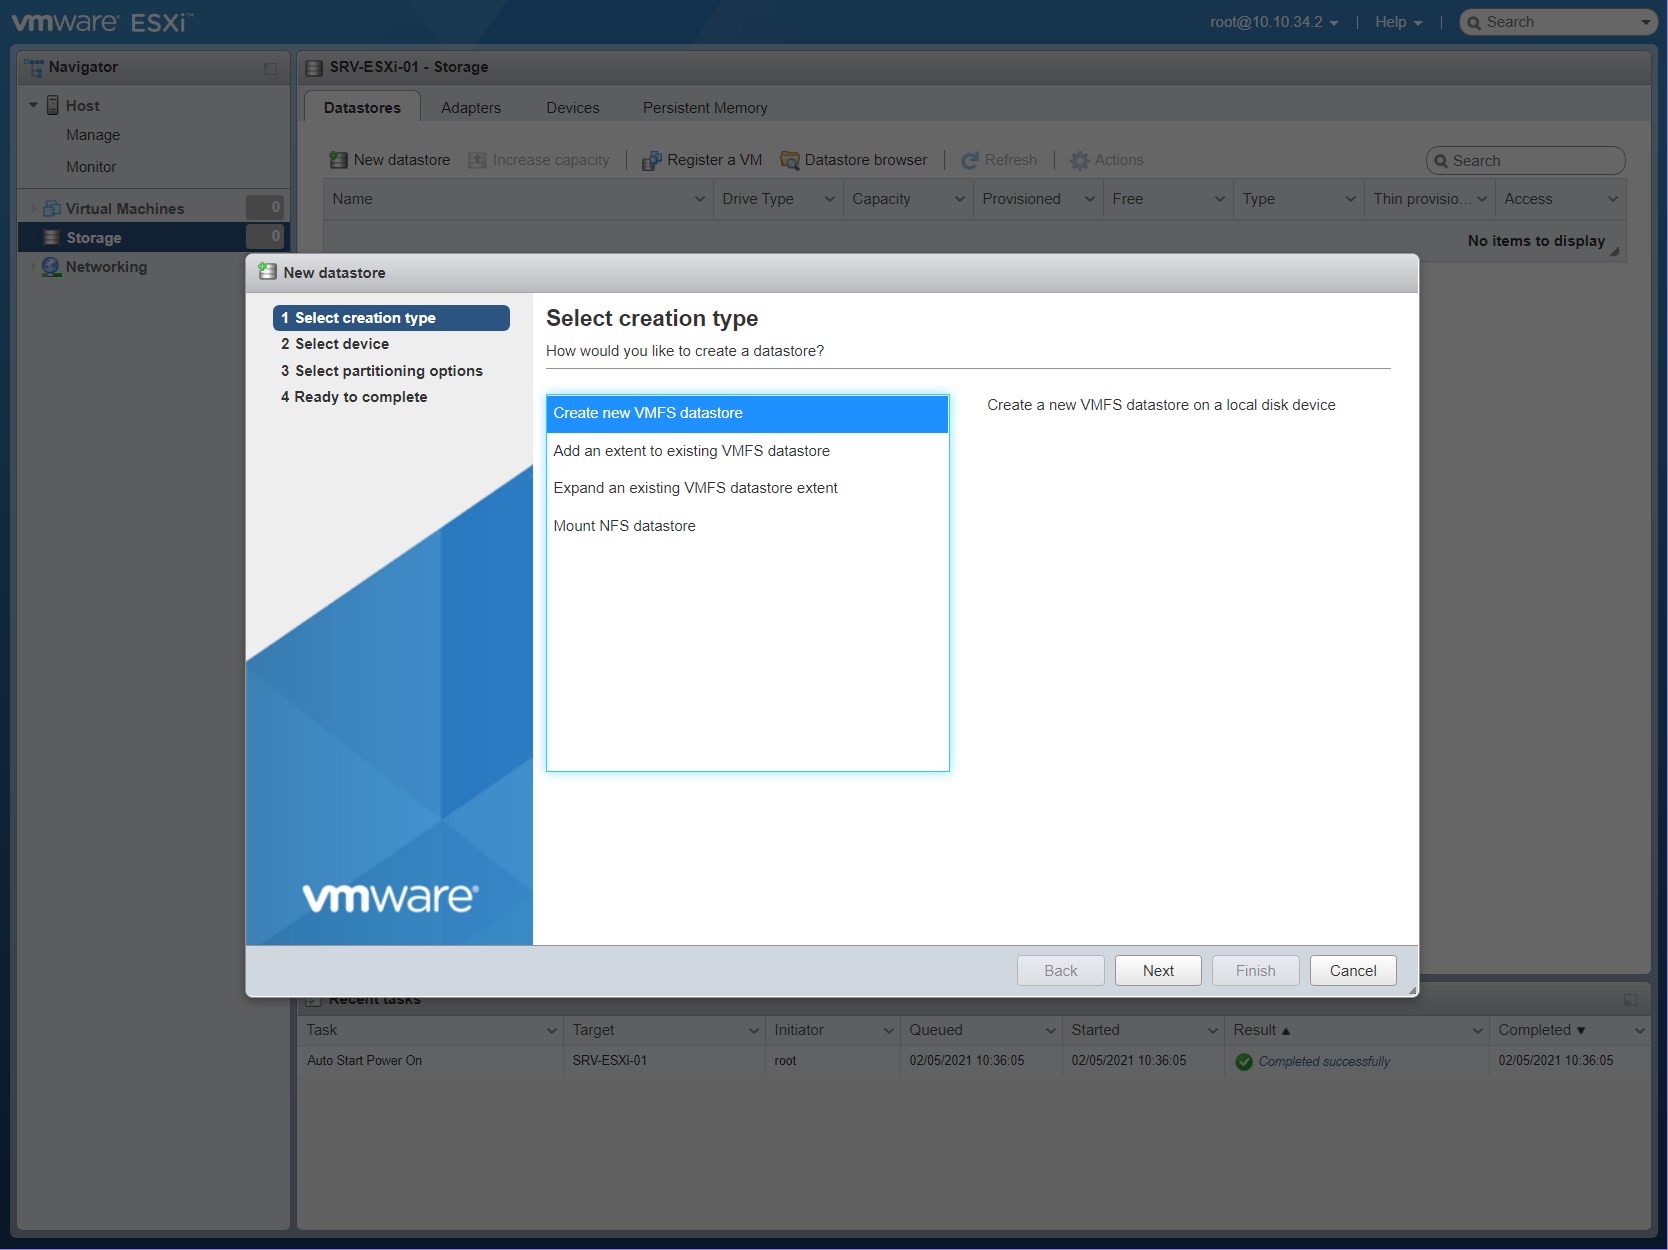 vmware ESXi™
root@10.10.34.2 | Help | Search
Navigator
Host
Manage
Monitor
Virtual Machines 0
Storage 0
Networking
SRV-ESXi-01 - Storage
Datastores Adapters Devices Persistent Memory
New datastore Increase capacity Register a VM Datastore browser Refresh Actions Search
Name Drive Type Capacity Provisioned Free Type Thin provisio... Access
No items to display
New datastore
1 Select creation type
2 Select device
3 Select partitioning options
4 Ready to complete
vmware®
Select creation type
How would you like to create a datastore?
Create new VMFS datastore
Add an extent to existing VMFS datastore
Expand an existing VMFS datastore extent
Mount NFS datastore
Create a new VMFS datastore on a local disk device
Back Next Finish Cancel
Recent tasks
Task Target Initiator Queued Started Result Completed
Auto Start Power On SRV-ESXi-01 root 02/05/2021 10:36:05 02/05/2021 10:36:05 Completed successfully 02/05/2021 10:36:05